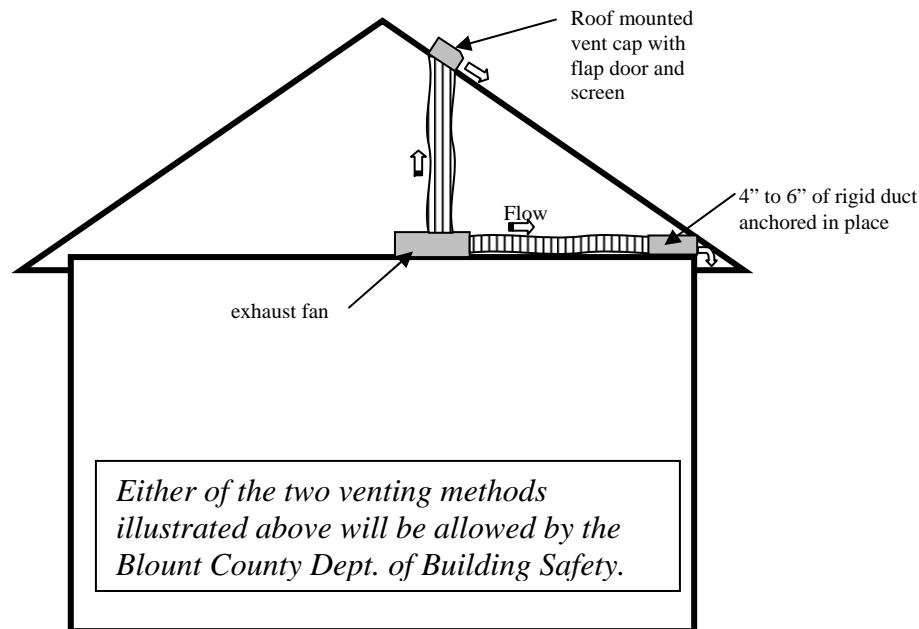 Roof mounted
vent cap with
flap door and
screen
4” to 6” of rigid duct
anchored in place
Flow
exhaust fan
Either of the two venting methods
illustrated above will be allowed by the
Blount County Dept. of Building Safety.